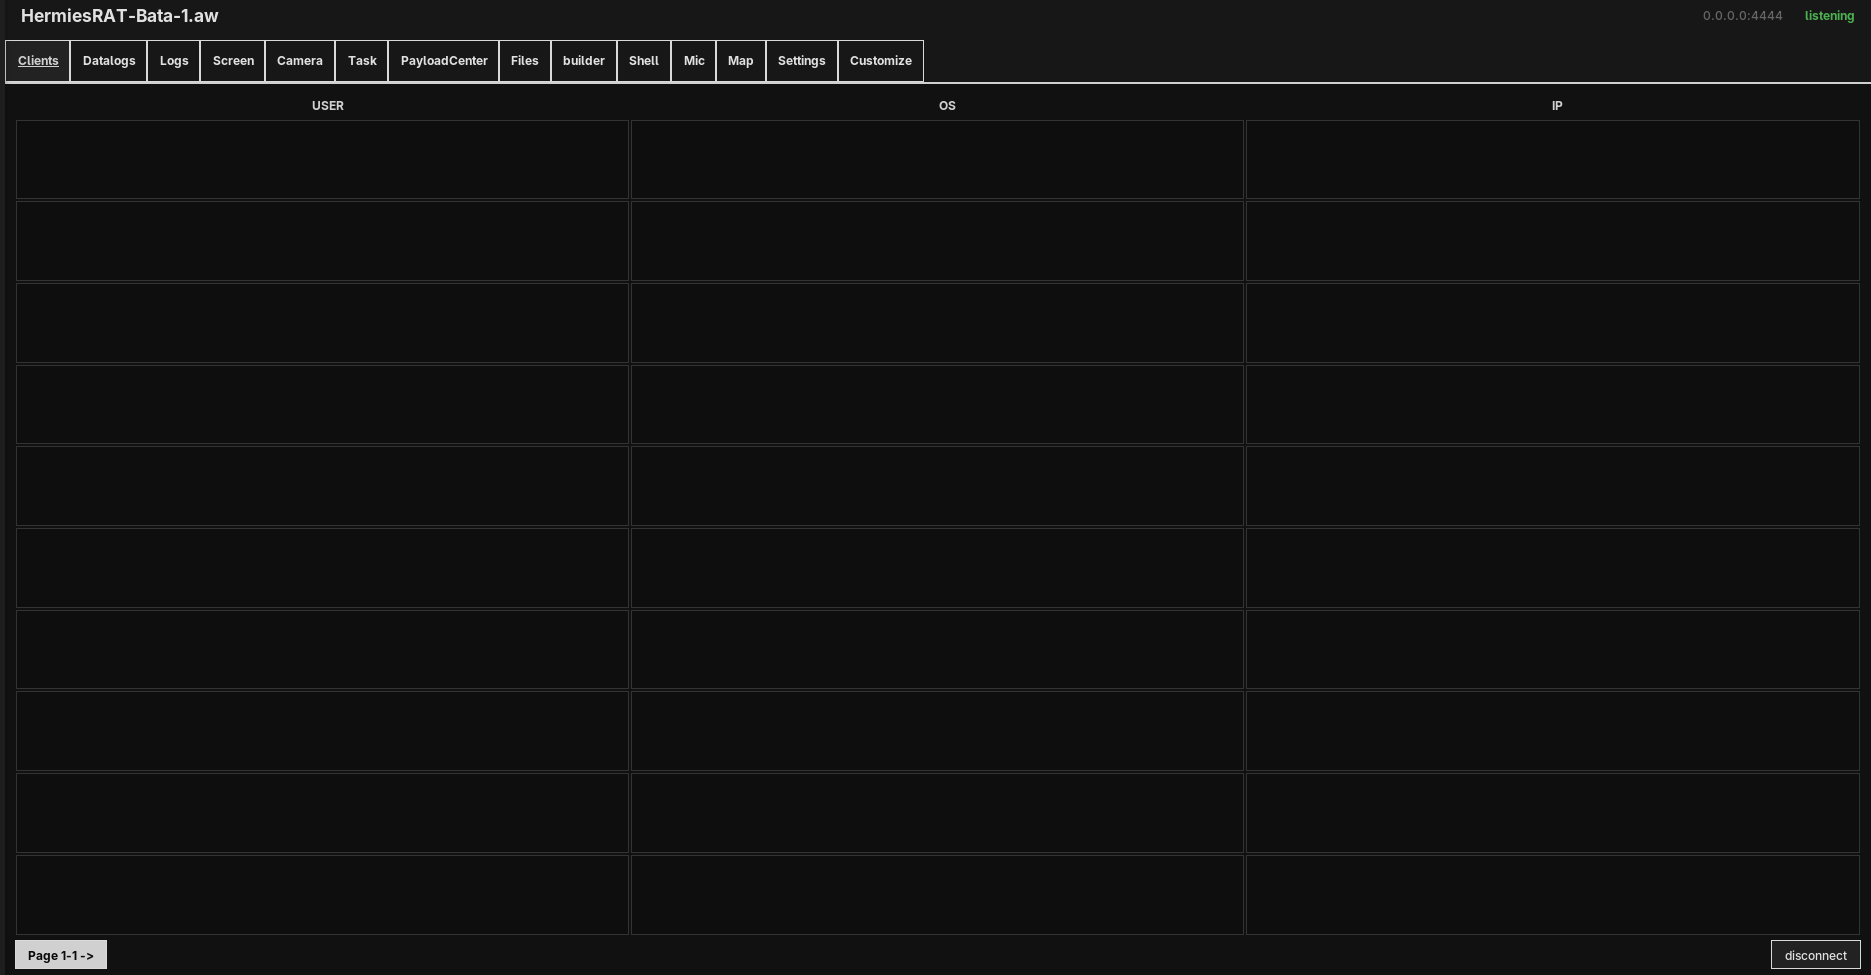 HermiesRAT-Bata-1.aw 0.0.0.0:4444 listening
Clients Datalogs Logs Screen Camera Task PayloadCenter Files builder Shell Mic Map Settings Customize
USER OS IP
Page 1-1 -> disconnect